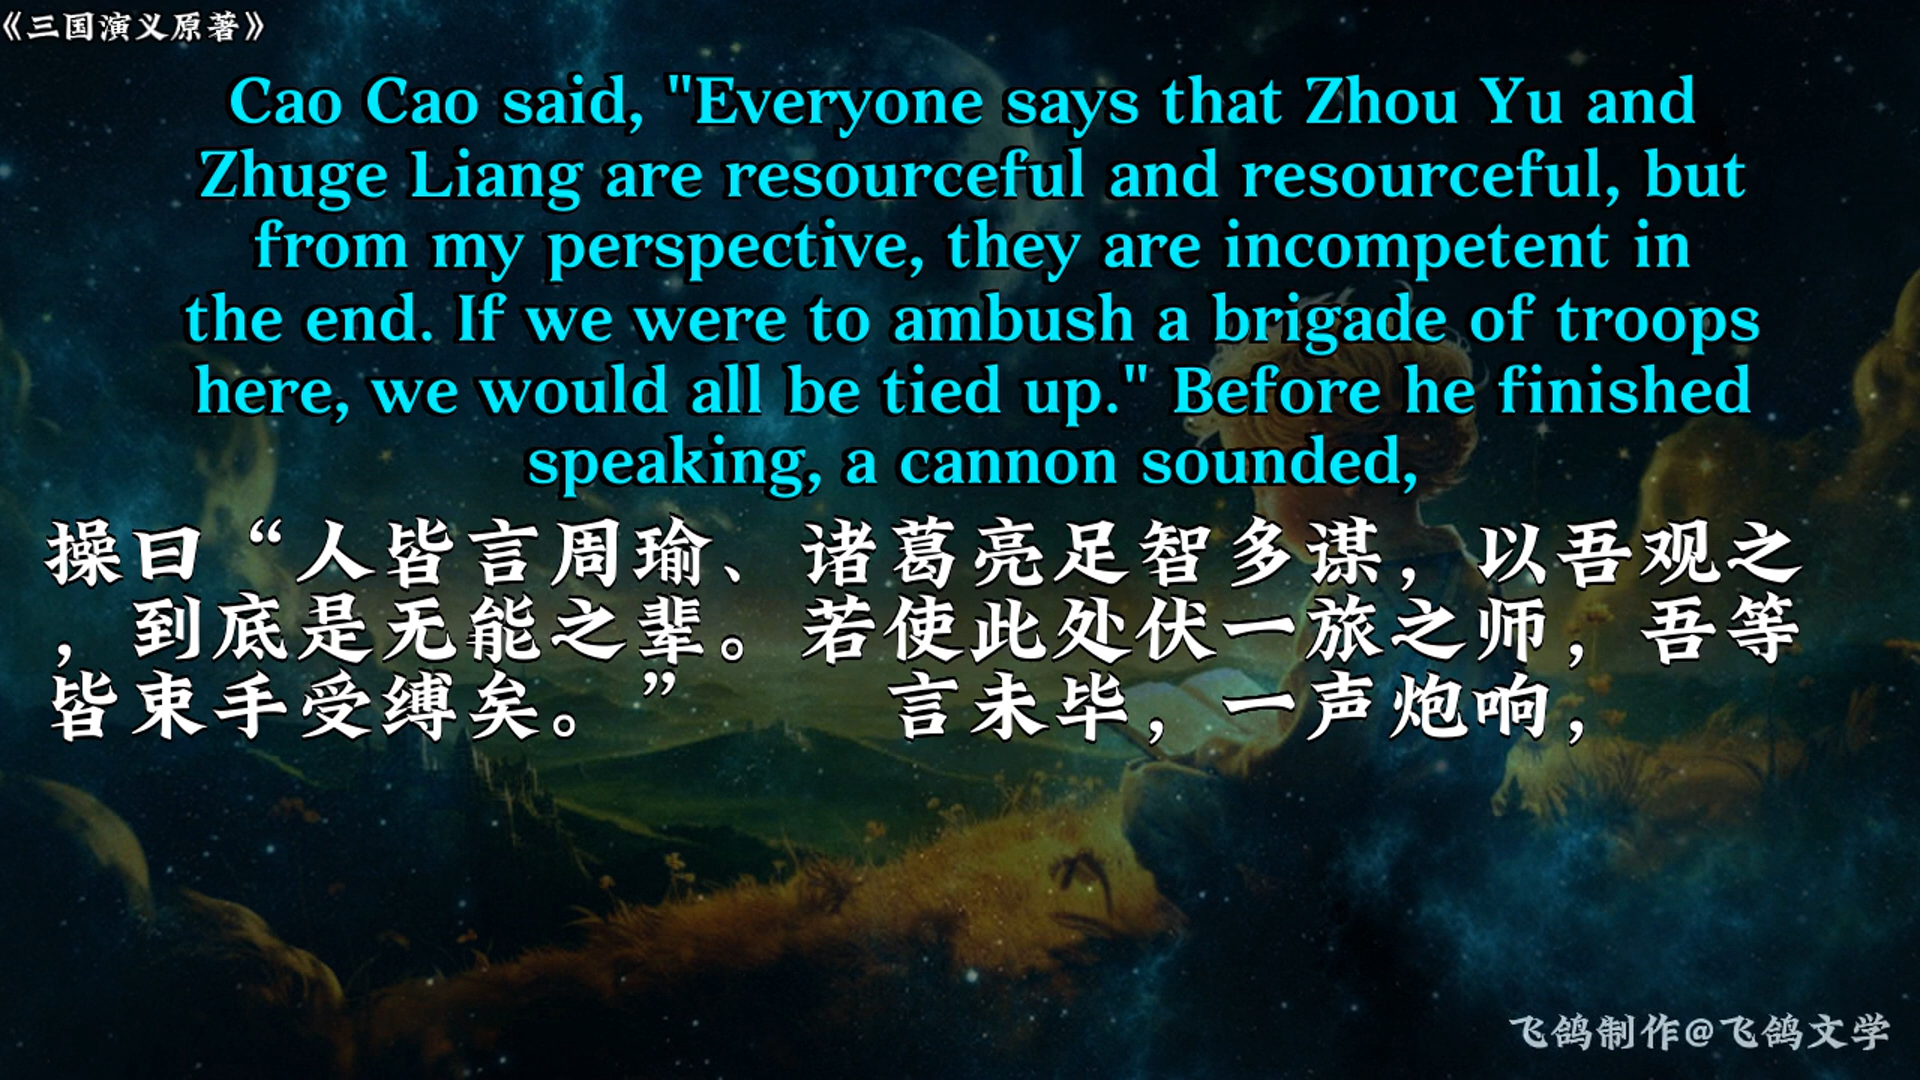 《三国演义原著》
Cao Cao said, "Everyone says that Zhou Yu and
Zhuge Liang are resourceful and resourceful, but
from my perspective, they are incompetent in
the end. If we were to ambush a brigade of troops
here, we would all be tied up." Before he finished
speaking, a cannon sounded,
操曰“人皆言周瑜、诸葛亮足智多谋，以吾观之
，到底是无能之辈。若使此处伏一旅之师，吾等
皆束手受缚矣。” 言未毕，一声炮响，
飞鸽制作@飞鸽文学